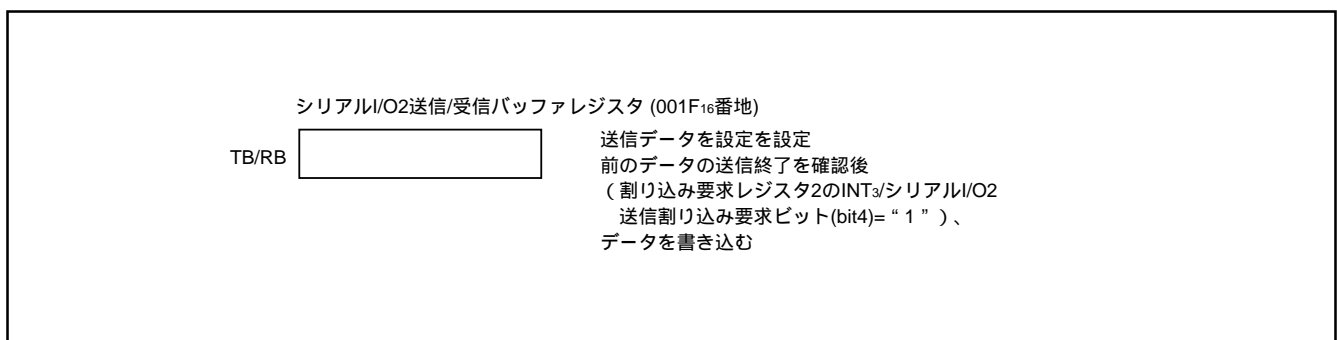 シリアルI/O2送信/受信バッファレジスタ (001F16番地)
TB/RB
送信データを設定を設定
前のデータの送信終了を確認後
（割り込み要求レジスタ2のINT3/シリアルI/O2
送信割り込み要求ビット(bit4)= “ 1 ” ）、
データを書き込む